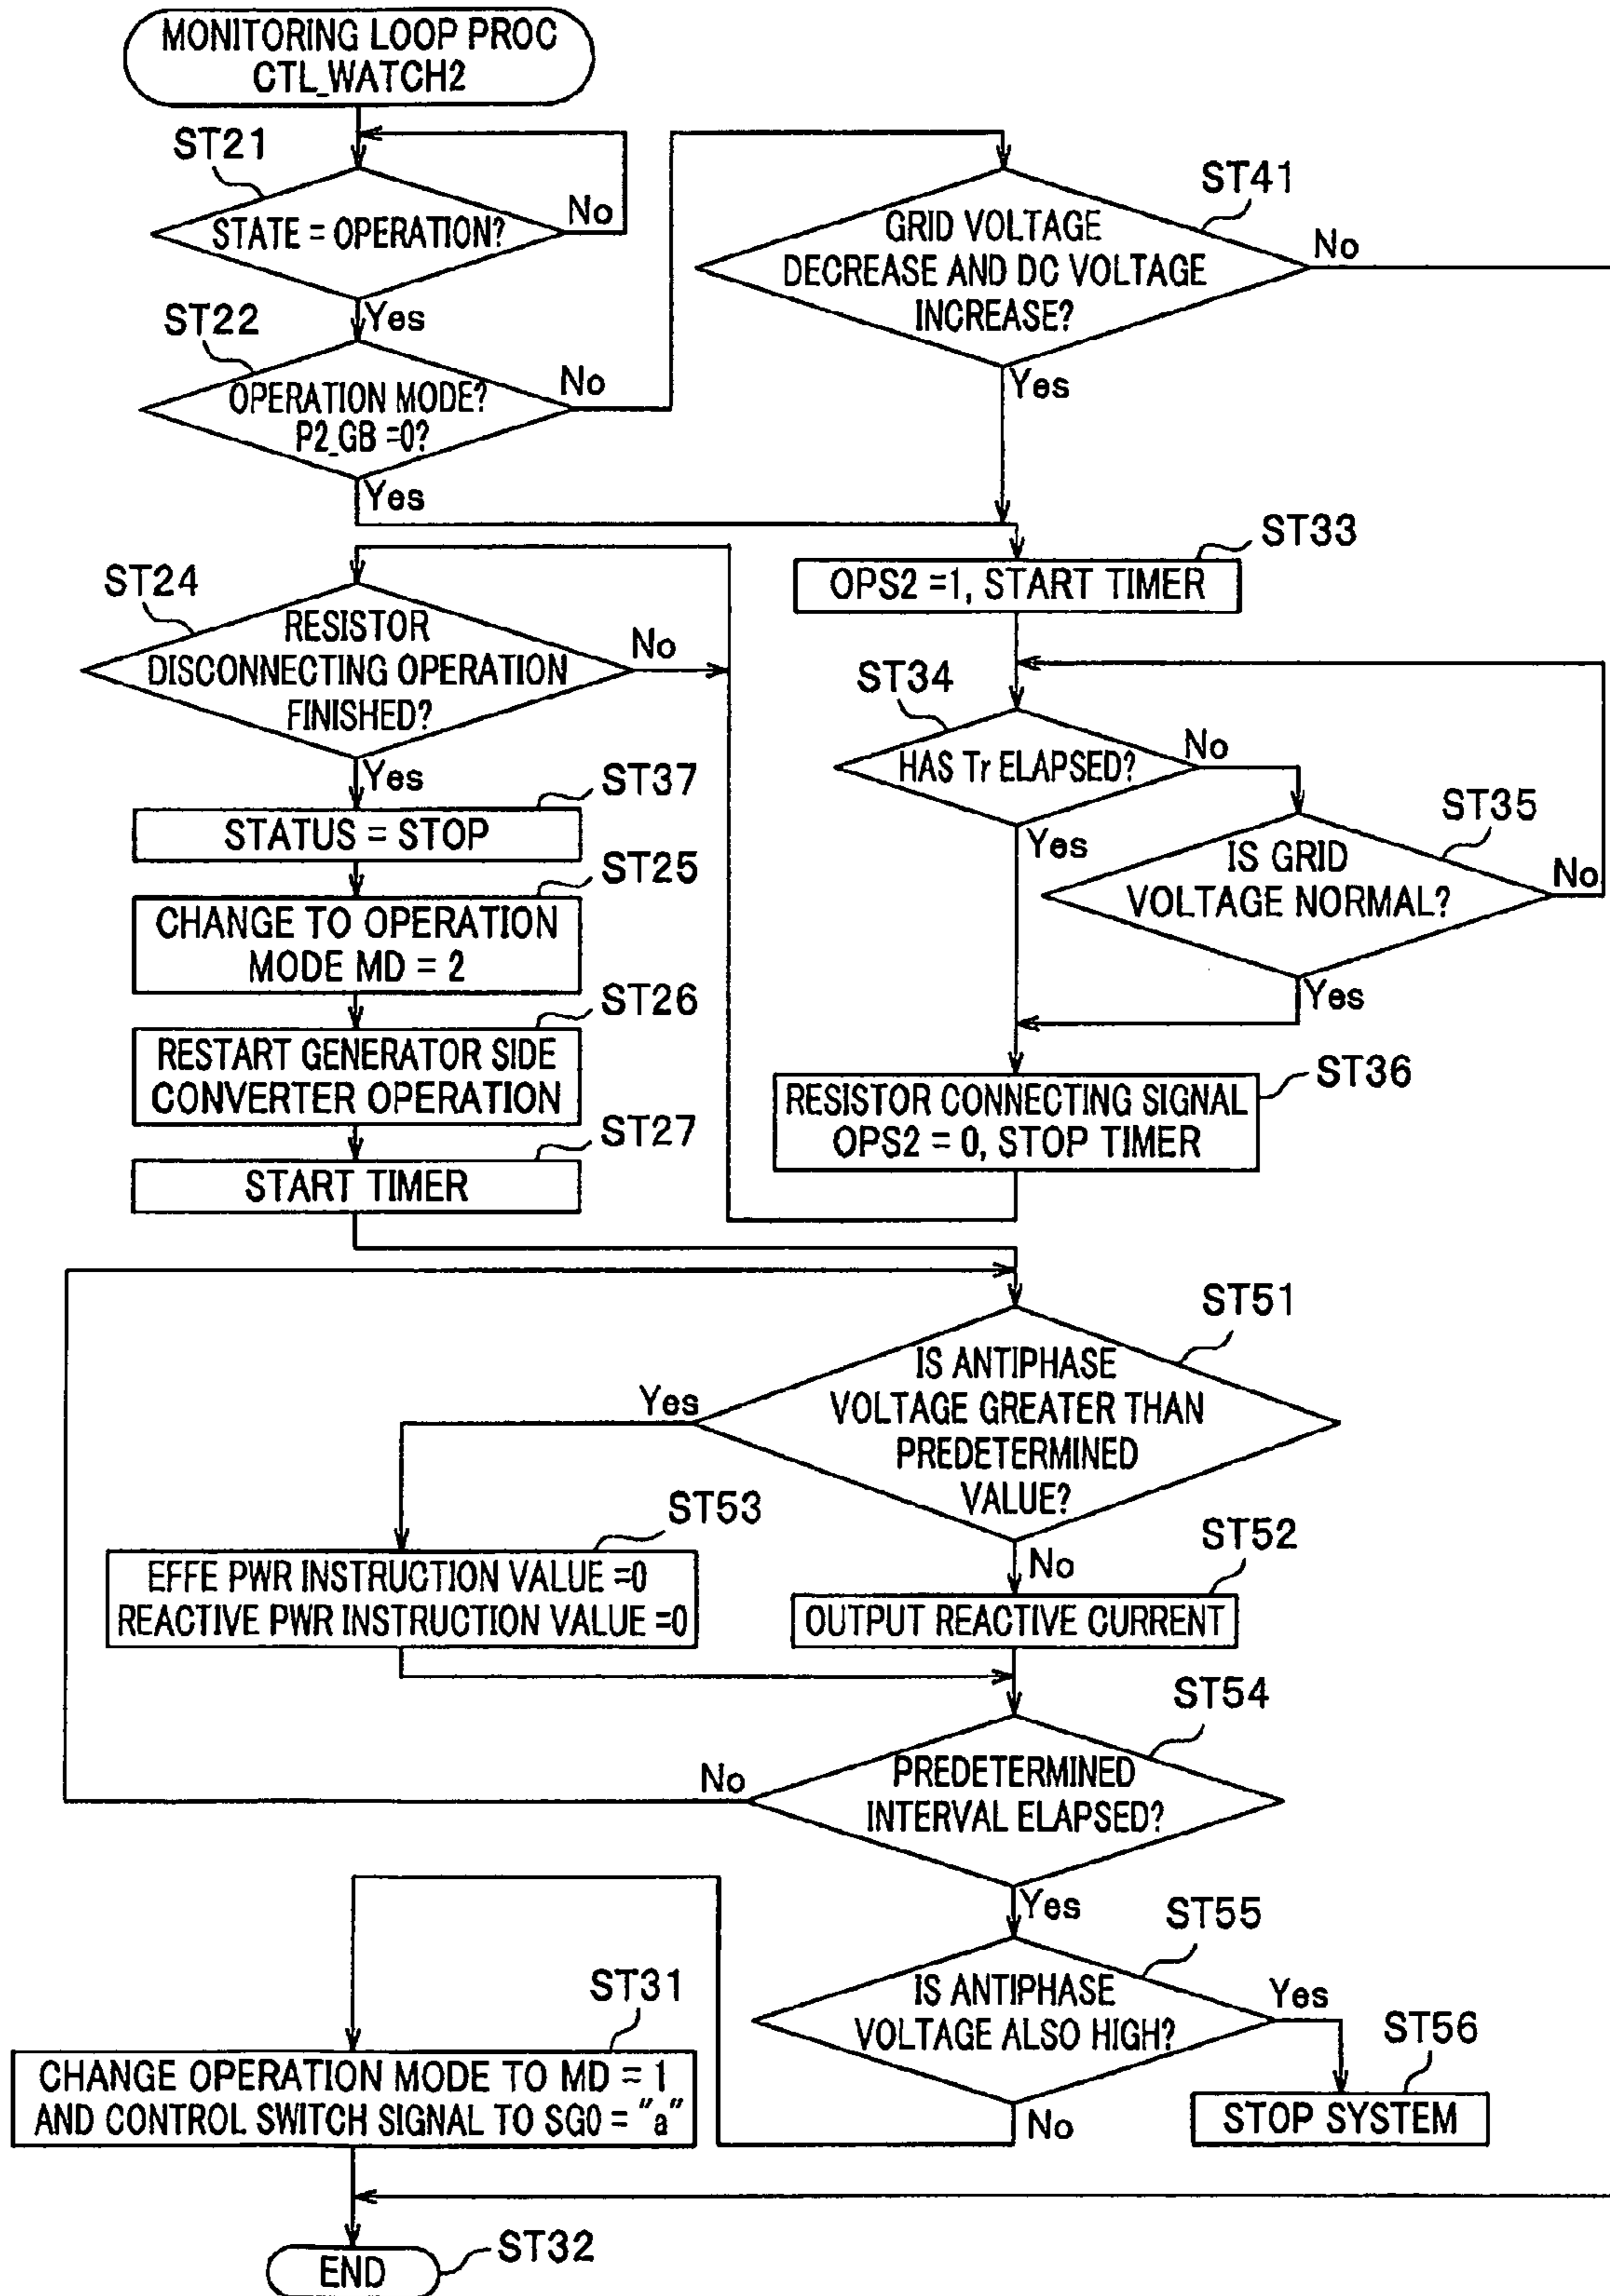 MONITORING LOOP PROC
CTL_WATCH2
ST21
STATE = OPERATION?
No
Yes
ST22
OPERATION MODE?
P2_GB =0?
No
Yes
ST41
GRID VOLTAGE
DECREASE AND DC VOLTAGE
INCREASE?
No
Yes
ST33
OPS2 =1, START TIMER
ST34
HAS Tr ELAPSED?
No
Yes
ST35
IS GRID
VOLTAGE NORMAL?
No
Yes
ST36
RESISTOR CONNECTING SIGNAL
OPS2 = 0, STOP TIMER
ST24
RESISTOR
DISCONNECTING OPERATION
FINISHED?
No
Yes
ST37
STATUS = STOP
ST25
CHANGE TO OPERATION
MODE MD = 2
ST26
RESTART GENERATOR SIDE
CONVERTER OPERATION
ST27
START TIMER
ST51
IS ANTIPHASE
VOLTAGE GREATER THAN
PREDETERMINED
VALUE?
Yes
No
ST53
EFFE PWR INSTRUCTION VALUE =0
REACTIVE PWR INSTRUCTION VALUE =0
ST52
OUTPUT REACTIVE CURRENT
ST54
PREDETERMINED
INTERVAL ELAPSED?
No
Yes
ST55
IS ANTIPHASE
VOLTAGE ALSO HIGH?
Yes
No
ST56
STOP SYSTEM
ST31
CHANGE OPERATION MODE TO MD = 1
AND CONTROL SWITCH SIGNAL TO SG0 = "a"
END
ST32